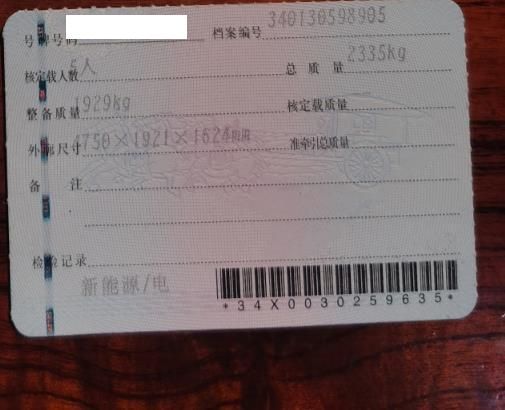 号牌号码 档案编号 340130598905
核定载人数 5人 总质量 2335kg
整备质量 1929kg 核定载质量
外廓尺寸 4750×1921×1624mm 准牵引总质量
备注
检验记录
新能源/电
*34X0030259635*